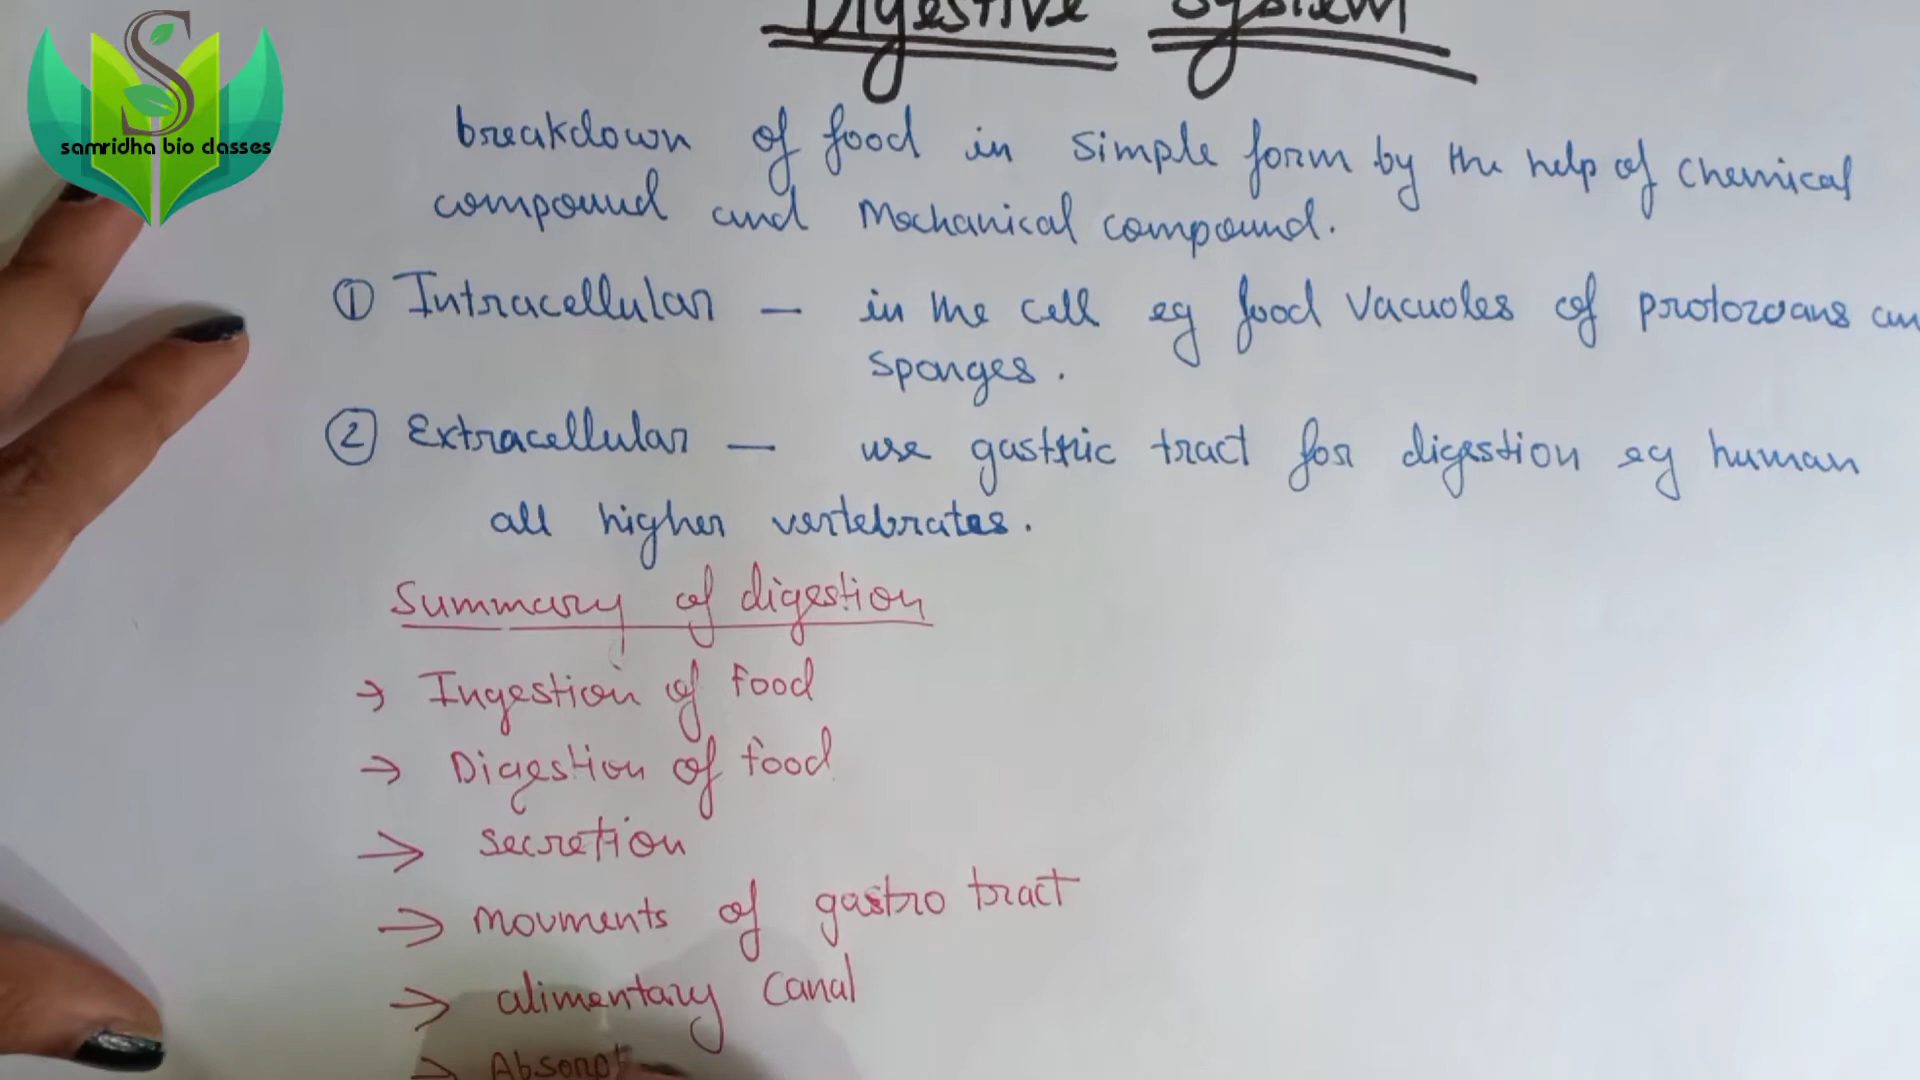 samridha bio classes
Digestive System
breakdown of food in simple form by the help of chemical
compound and Mechanical compound.
① Intracellular – in the cell eg food vacuoles of protozoans
sponges.
② Extracellular – use gastric tract for digestion eg human
all higher vertebrates.
Summary of digestion
→ Ingestion of food
→ Digestion of food
→ secretion
→ movments of gastro tract
→ alimentary canal
→ Absorpt